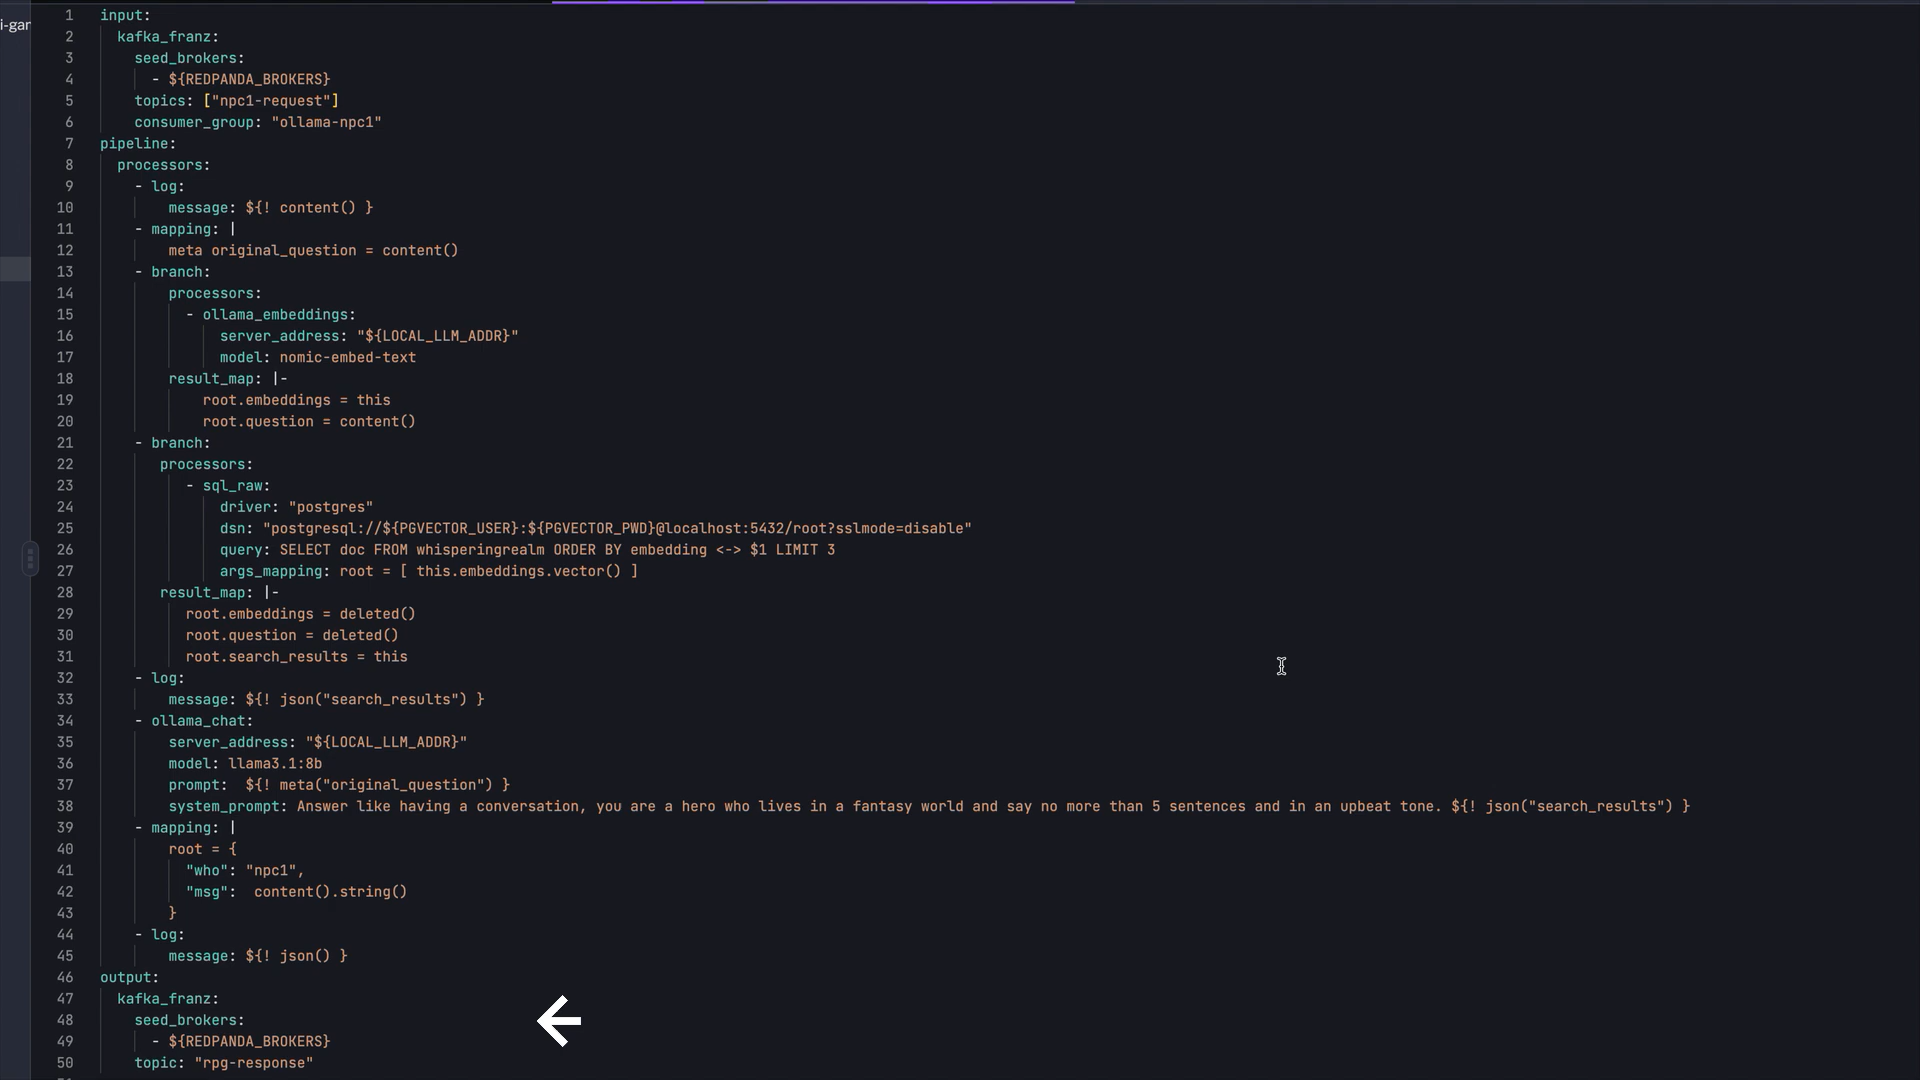 i-gar
1 input:
2   kafka_franz:
3     seed_brokers:
4       - ${REDPANDA_BROKERS}
5     topics: ["npc1-request"]
6     consumer_group: "ollama-npc1"
7 pipeline:
8   processors:
9     - log:
10         message: ${! content() }
11     - mapping: |
12         meta original_question = content()
13     - branch:
14         processors:
15           - ollama_embeddings:
16               server_address: "${LOCAL_LLM_ADDR}"
17               model: nomic-embed-text
18         result_map: |-
19             root.embeddings = this
20             root.question = content()
21     - branch:
22        processors:
23           - sql_raw:
24               driver: "postgres"
25               dsn: "postgresql://${PGVECTOR_USER}:${PGVECTOR_PWD}@localhost:5432/root?sslmode=disable"
26               query: SELECT doc FROM whisperingrealm ORDER BY embedding <-> $1 LIMIT 3
27               args_mapping: root = [ this.embeddings.vector() ]
28        result_map: |-
29           root.embeddings = deleted()
30           root.question = deleted()
31           root.search_results = this
32     - log:
33         message: ${! json("search_results") }
34     - ollama_chat:
35         server_address: "${LOCAL_LLM_ADDR}"
36         model: llama3.1:8b
37         prompt:  ${! meta("original_question") }
38         system_prompt: Answer like having a conversation, you are a hero who lives in a fantasy world and say no more than 5 sentences and in an upbeat tone. ${! json("search_results") }
39     - mapping: |
40         root = {
41           "who": "npc1",
42           "msg":  content().string()
43         }
44     - log:
45         message: ${! json() }
46 output:
47   kafka_franz:
48     seed_brokers:
49       - ${REDPANDA_BROKERS}
50     topic: "rpg-response"